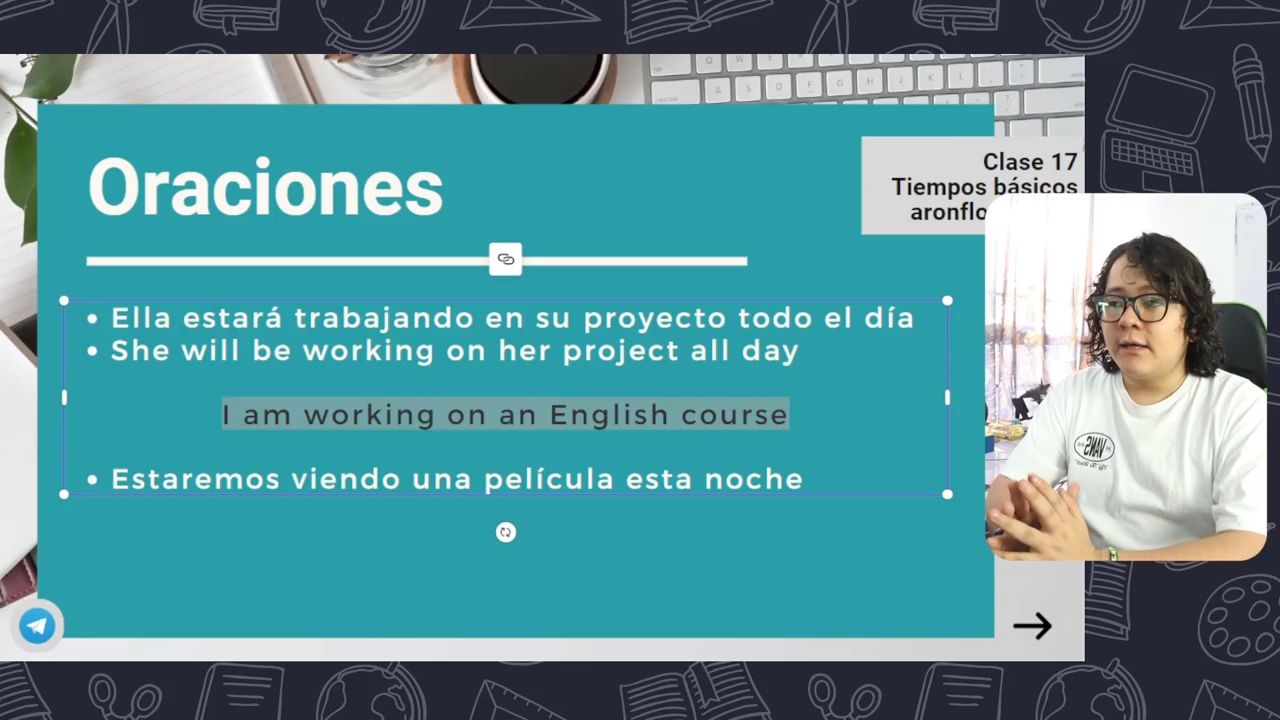 Oraciones
Clase 17
Tiempos básicos
• Ella estará trabajando en su proyecto todo el día
• She will be working on her project all day
I am working on an English course
• Estaremos viendo una película esta noche
VANS